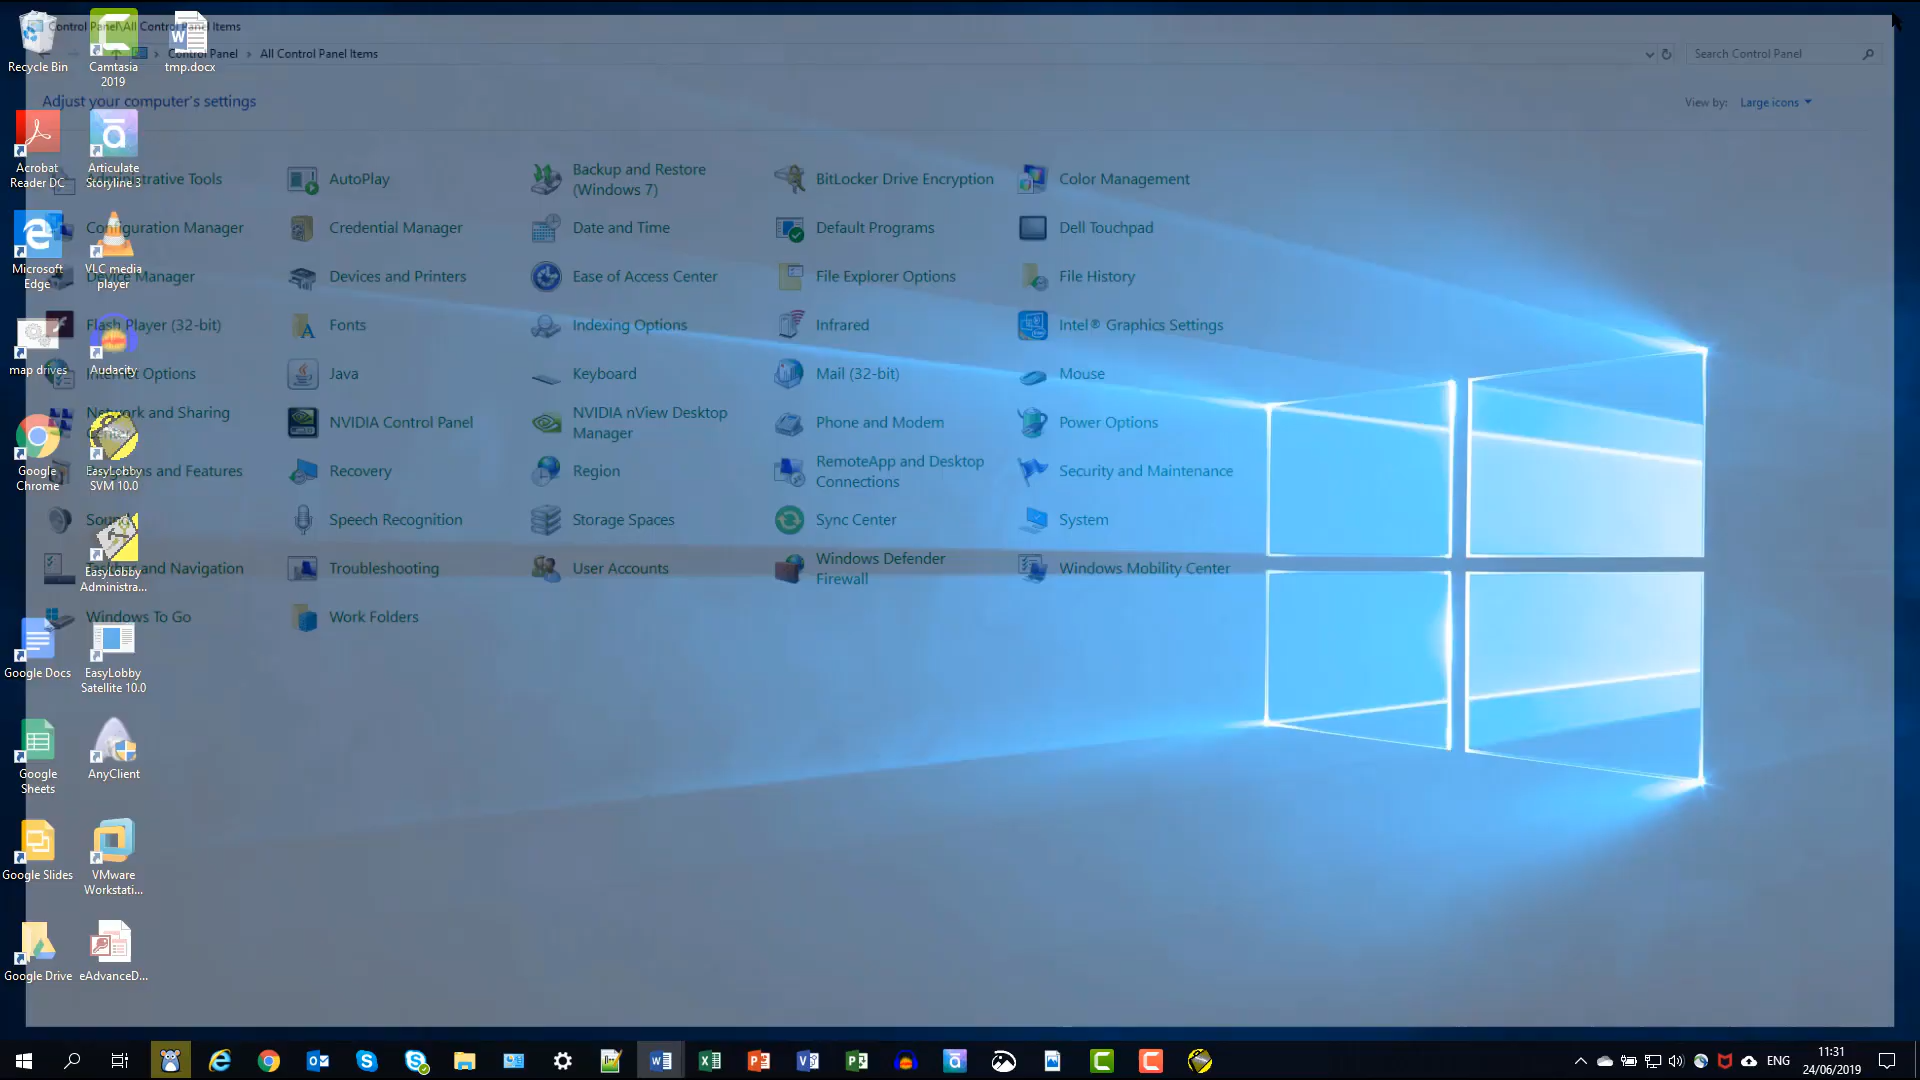 Control Panel\All Control Panel Items
Control Panel > All Control Panel Items
Search Control Panel
Adjust your computer's settings
View by: Large icons
AutoPlay
Backup and Restore
(Windows 7)
BitLocker Drive Encryption
Color Management
Configuration Manager
Credential Manager
Date and Time
Default Programs
Dell Touchpad
Device Manager
Devices and Printers
Ease of Access Center
File Explorer Options
File History
Flash Player (32-bit)
Fonts
Indexing Options
Infrared
Intel® Graphics Settings
Internet Options
Java
Keyboard
Mail (32-bit)
Mouse
Network and Sharing
NVIDIA Control Panel
NVIDIA nView Desktop
Manager
Phone and Modem
Power Options
and Features
Recovery
Region
RemoteApp and Desktop
Connections
Security and Maintenance
Speech Recognition
Storage Spaces
Sync Center
System
and Navigation
Troubleshooting
User Accounts
Windows Defender
Firewall
Windows Mobility Center
Windows To Go
Work Folders
Recycle Bin
Camtasia
2019
tmp.docx
Acrobat
Reader DC
Articulate
Storyline 3
Microsoft
Edge
VLC media
player
map drives
Audacity
Google
Chrome
EasyLobby
SVM 10.0
EasyLobby
Administra...
Google Docs
EasyLobby
Satellite 10.0
Google
Sheets
AnyClient
Google Slides
VMware
Workstati...
Google Drive
eAdvanceD...
ENG
11:31
24/06/2019